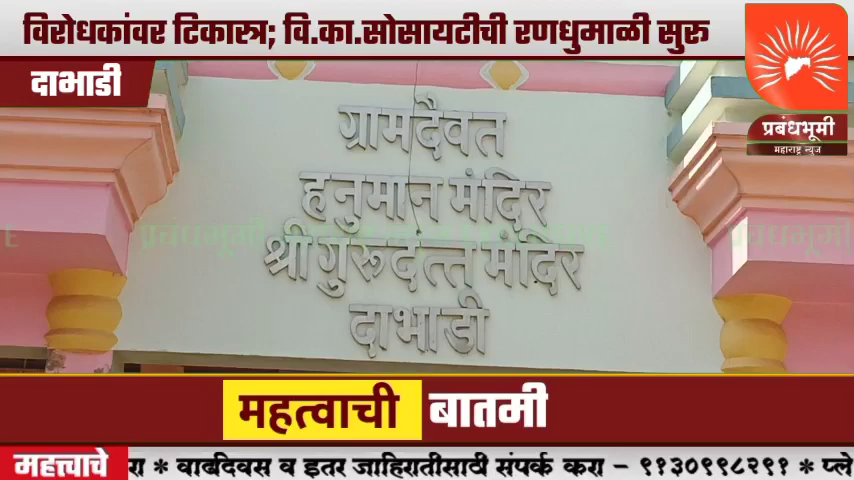 विरोधकांवर टिकास्त्र; वि.का.सोसायटीची रणधुमाळी सुरु
दाभाडी
प्रबंधभूमी
महाराष्ट्र न्युज
ग्रामदैवत
हनुमान मंदिर
श्री गुरुदत्त मंदिर
दाभाडी
महत्वाची बातमी
महत्त्वाचे
रा * वाढदिवस व इतर जाहिरातींसाठी संपर्क करा - ९१३०९९८२९१ * प्ले